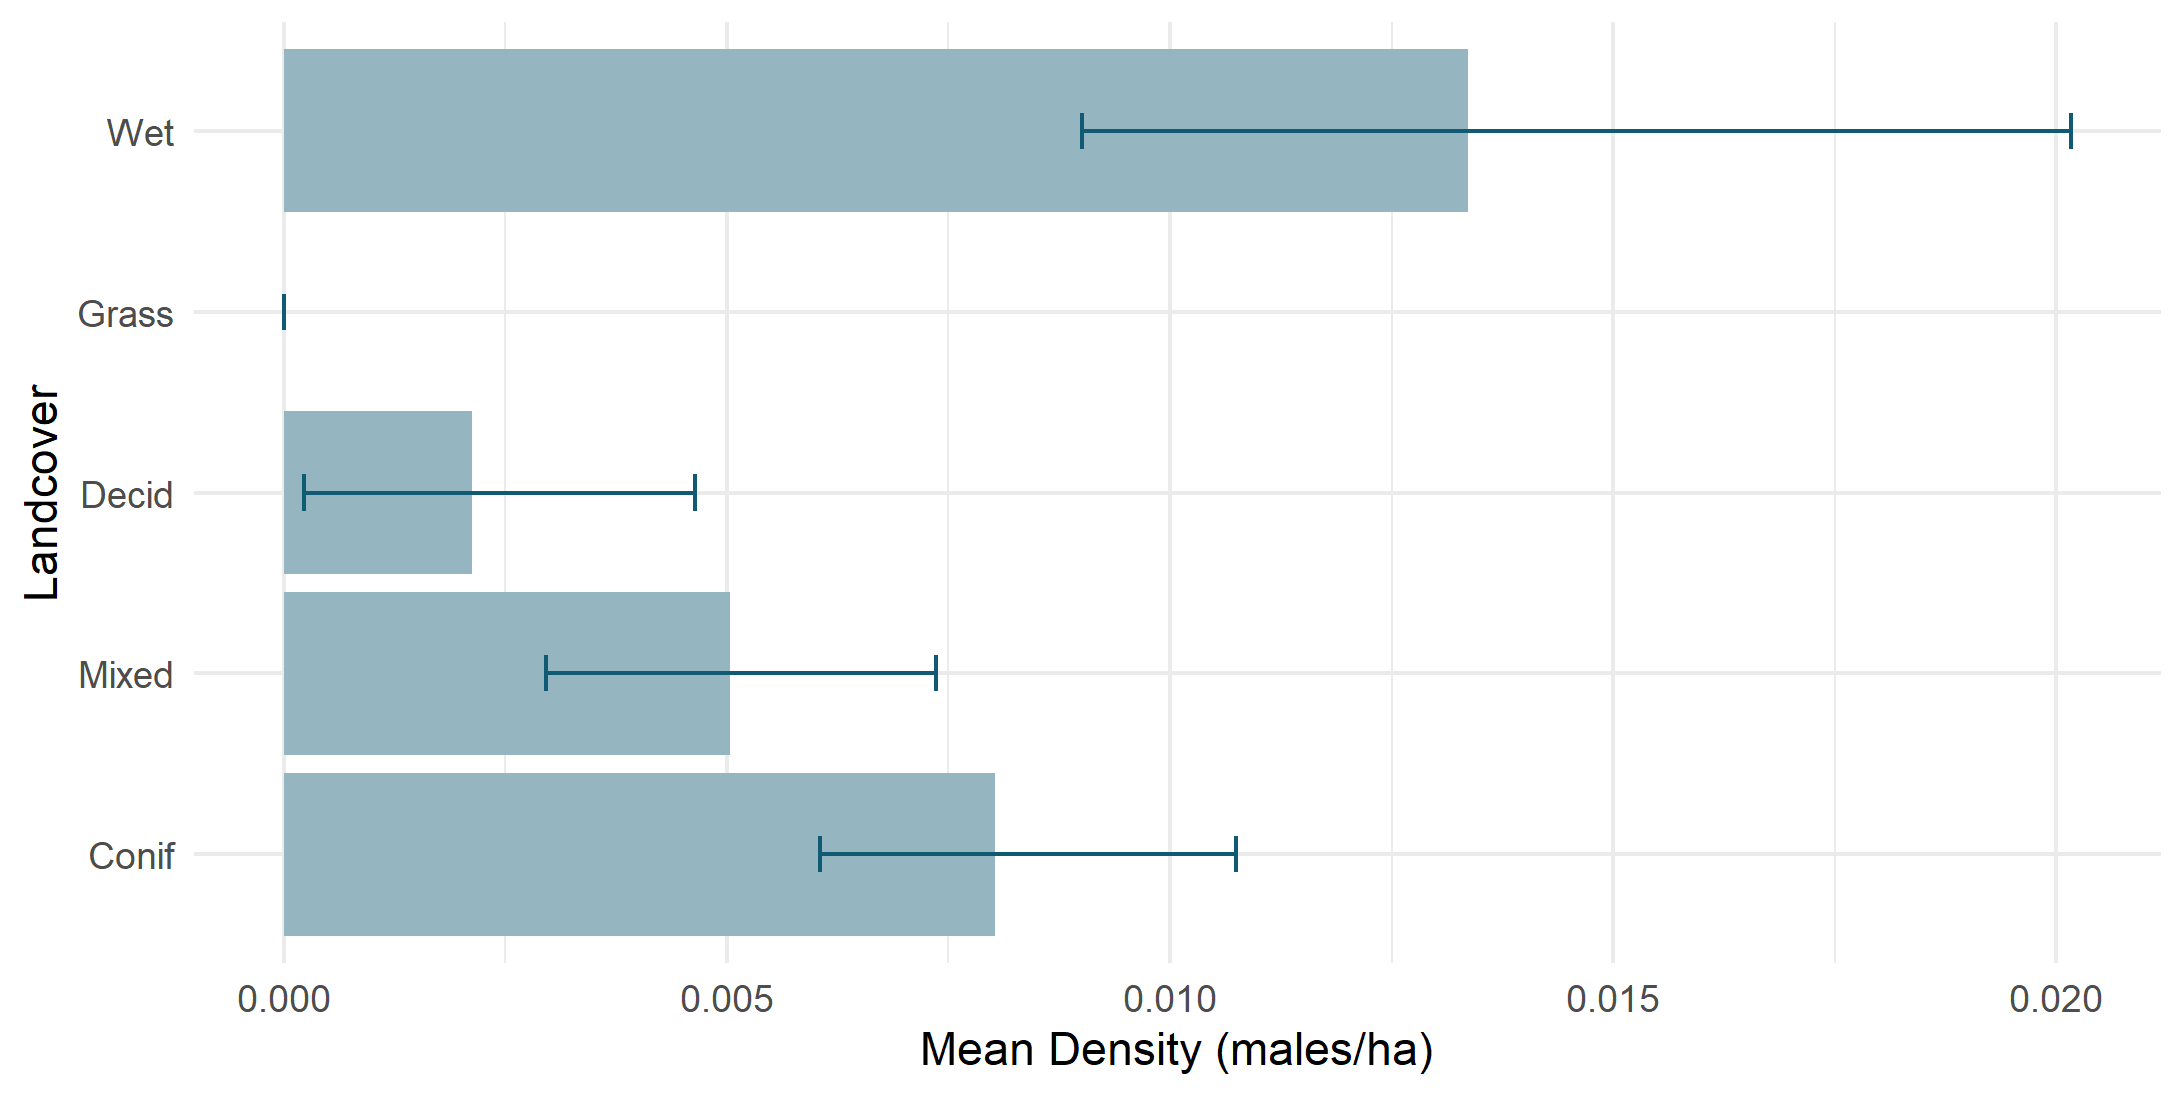 Landcover
Wet
Grass
Decid
Mixed
Conif
0.000 0.005 0.010 0.015 0.020
Mean Density (males/ha)